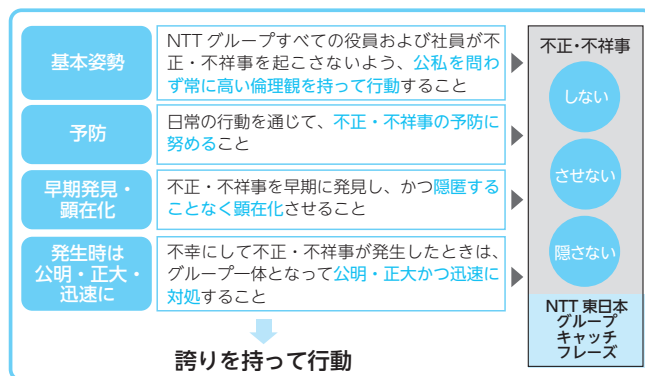 基本姿勢
NTTグループすべての役員および社員が不
正・不祥事を起こさないよう、公私を問わ
ず常に高い倫理観を持って行動すること
予防
日常の行動を通じて、不正・不祥事の予防に
努めること
早期発見・
顕在化
不正・不祥事を早期に発見し、かつ隠匿する
ことなく顕在化させること
発生時は
公明・正大・
迅速に
不幸にして不正・不祥事が発生したときは、
グループ一体となって公明・正大かつ迅速に
対処すること
誇りを持って行動
不正・不祥事
しない
させない
隠さない
NTT東日本
グループ
キャッチ
フレーズ